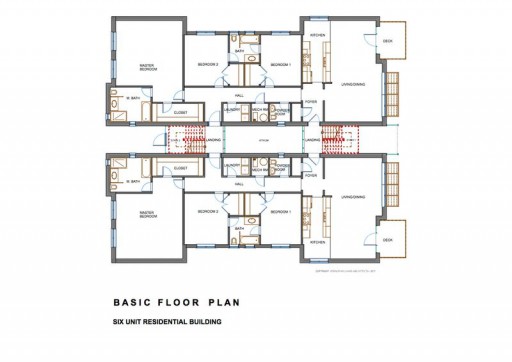 KITCHEN
DECK
BATH
MASTER
BEDROOM
BEDROOM 2
BEDROOM 1
LIVING/DINING
M. BATH
HALL
FOYER
CLOSET
LAUNDRY
MECH RM
POWDER
ROOM
LANDING
LANDING
CLOSET
LAUNDRY
MECH RM
POWDER
ROOM
FOYER
M. BATH
HALL
LIVING/DINING
MASTER
BEDROOM
BEDROOM 2
BEDROOM 1
BATH
KITCHEN
DECK
BASIC FLOOR PLAN
SIX UNIT RESIDENTIAL BUILDING